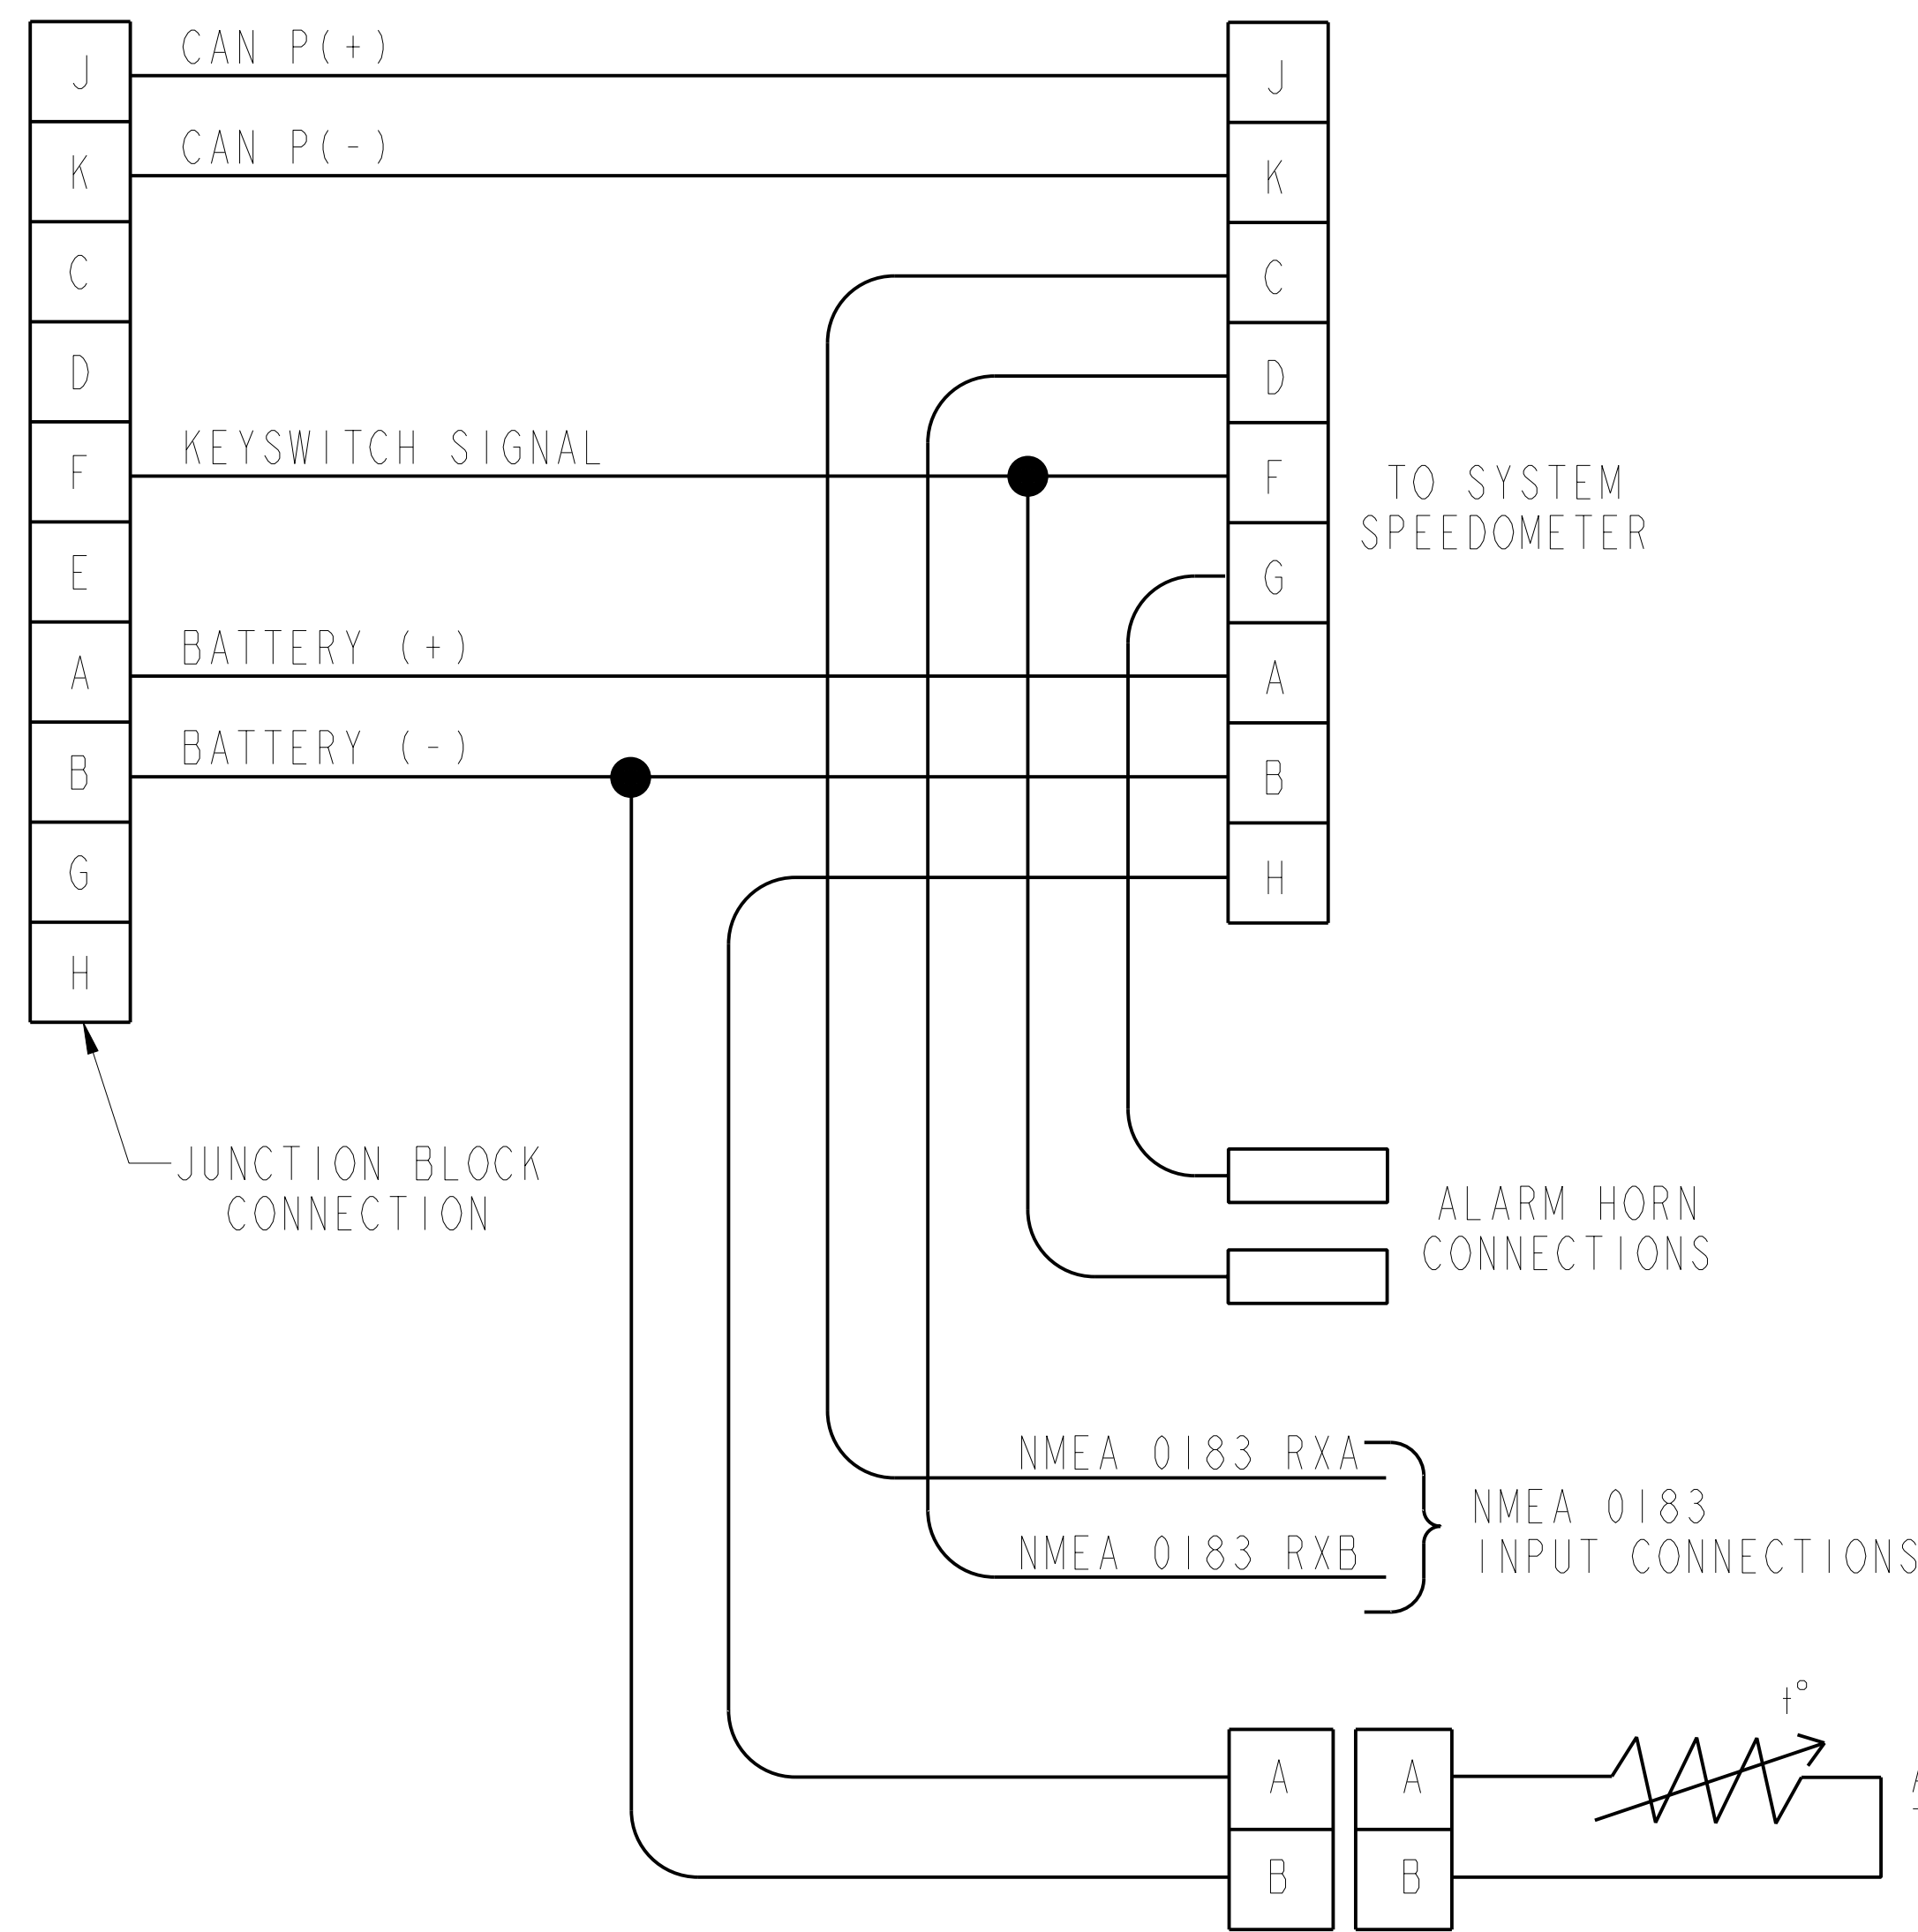 J
K
C
D
F
E
A
B
G
H
CAN P(+)
CAN P(-)
KEYSWITCH SIGNAL
BATTERY (+)
BATTERY (-)
J
K
C
D
F
G
A
B
H
TO SYSTEM
SPEEDOMETER
JUNCTION BLOCK
CONNECTION
ALARM HORN
CONNECTIONS
NMEA 0183 RXA
NMEA 0183 RXB
NMEA 0183
INPUT CONNECTIONS
A
B
A
B
t°